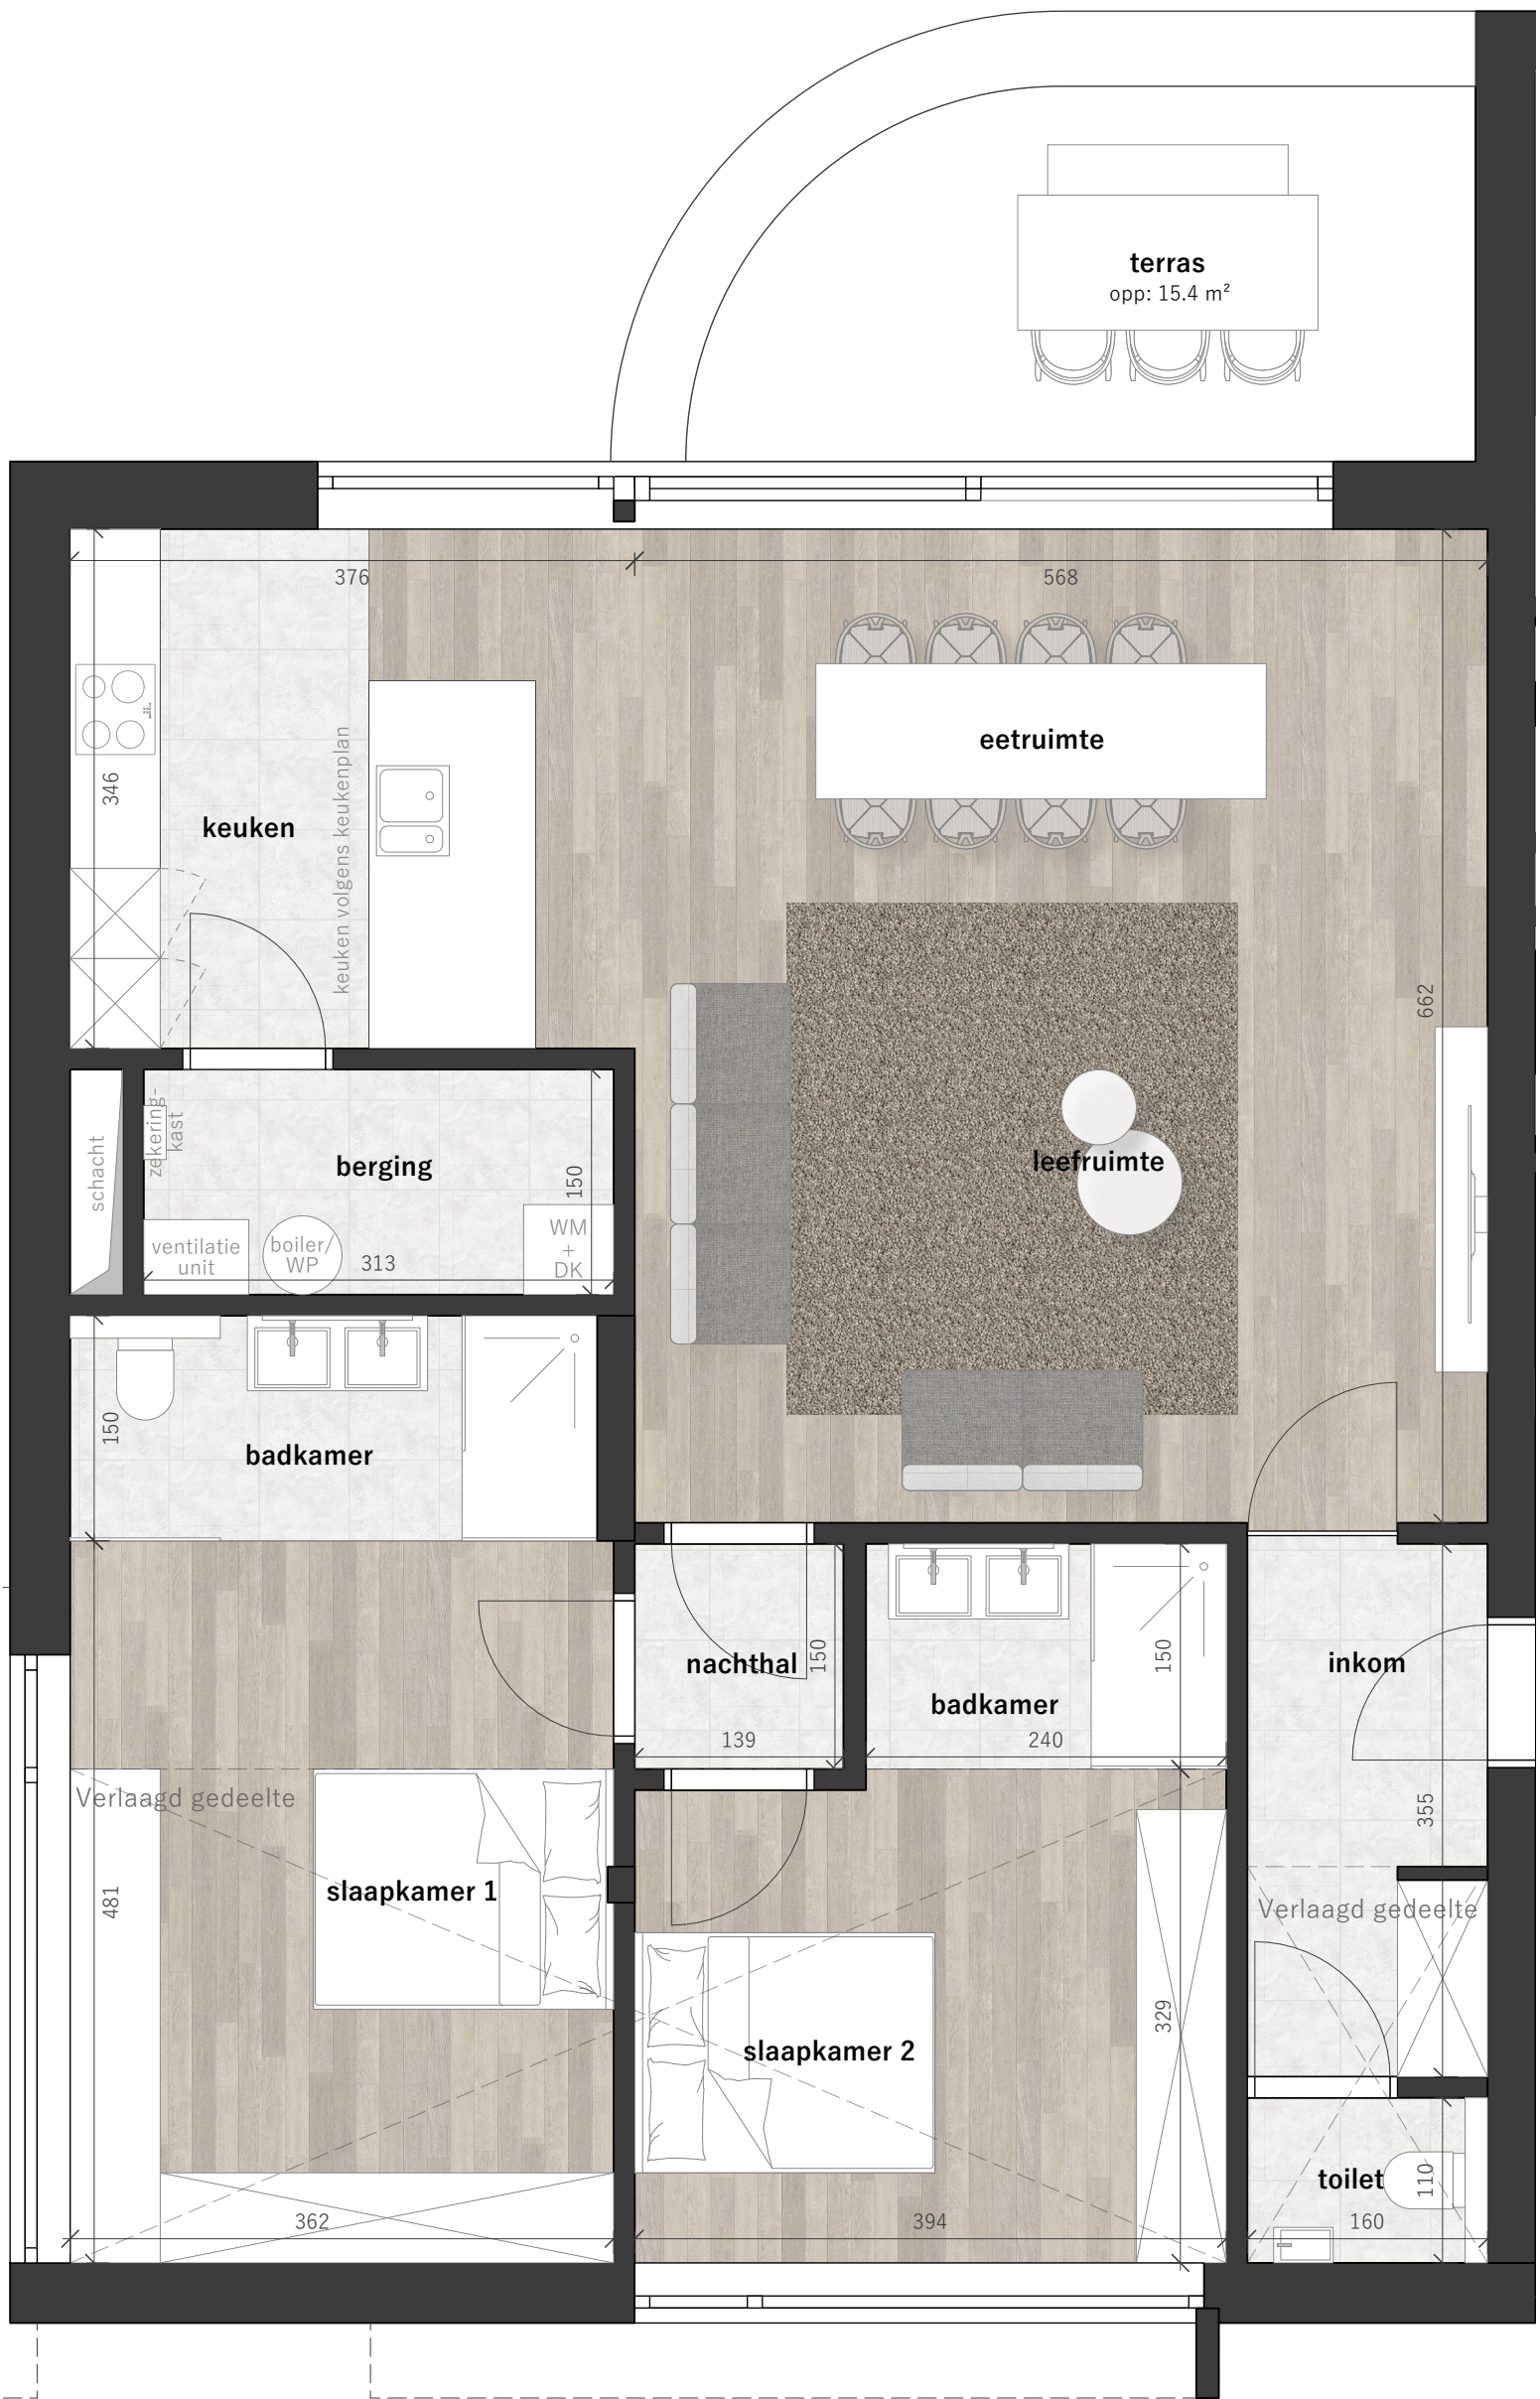 terras
opp: 15.4 m²
376
568
eetruimte
346
keuken
keuken volgens keukenplan
662
schacht
zekering-
kast
berging
150
leefruimte
ventilatie
unit
boiler/
WP
313
WM
+
DK
150
badkamer
nachthal
150
139
badkamer
150
240
inkom
355
Verlaagd gedeelte
481
slaapkamer 1
Verlaagd gedeelte
slaapkamer 2
329
362
394
toilet
110
160